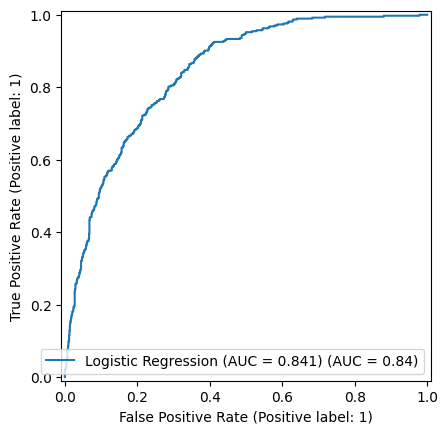 1.0
0.8
0.6
0.4
0.2
0.0
True Positive Rate (Positive label: 1)
Logistic Regression (AUC = 0.841) (AUC = 0.84)
0.0 0.2 0.4 0.6 0.8 1.0
False Positive Rate (Positive label: 1)